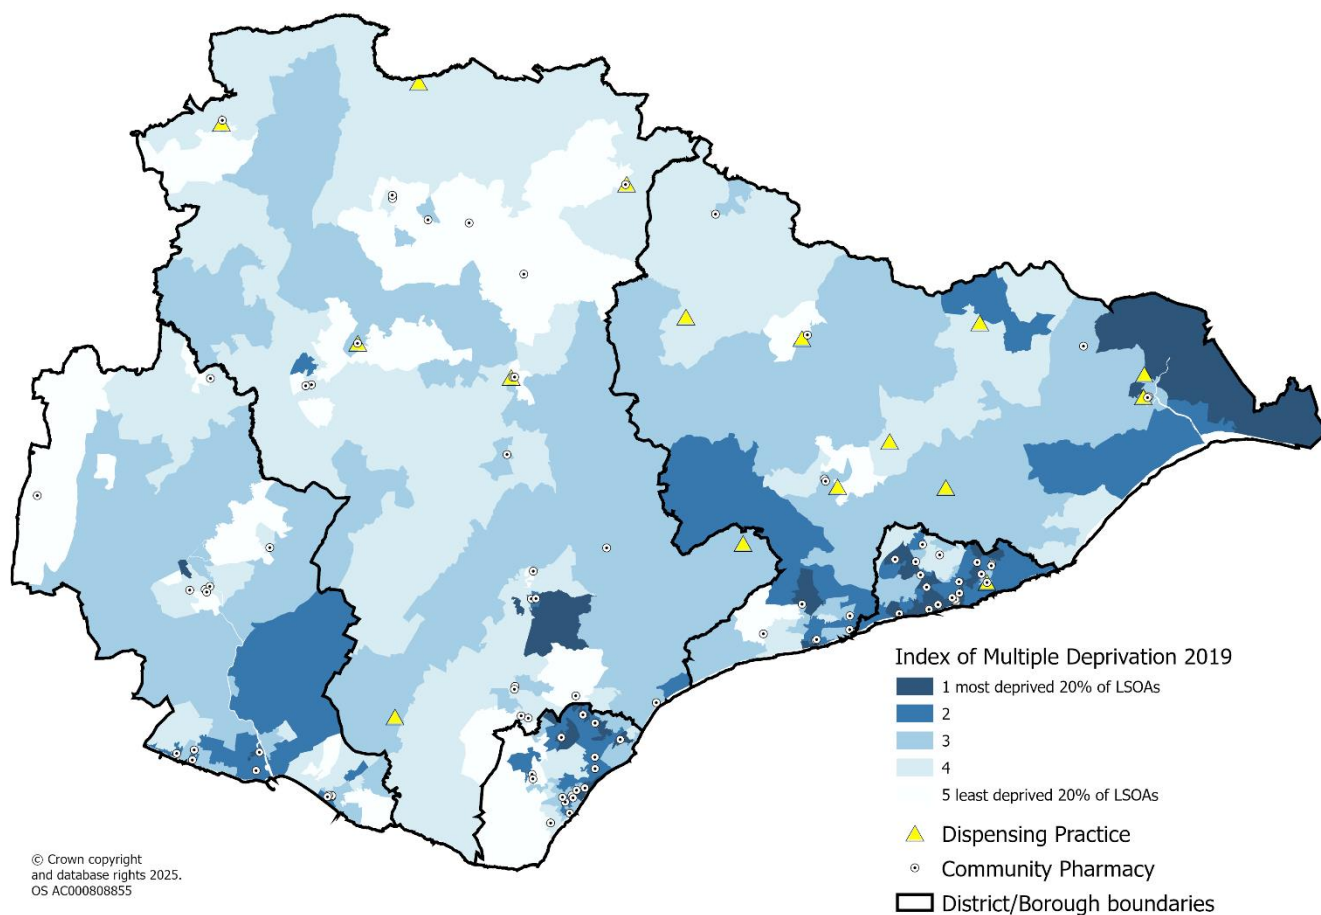 Index of Multiple Deprivation 2019
1 most deprived 20% of LSOAs
2
3
4
5 least deprived 20% of LSOAs
Dispensing Practice
Community Pharmacy
District/Borough boundaries
© Crown copyright
and database rights 2025.
OS AC000808855